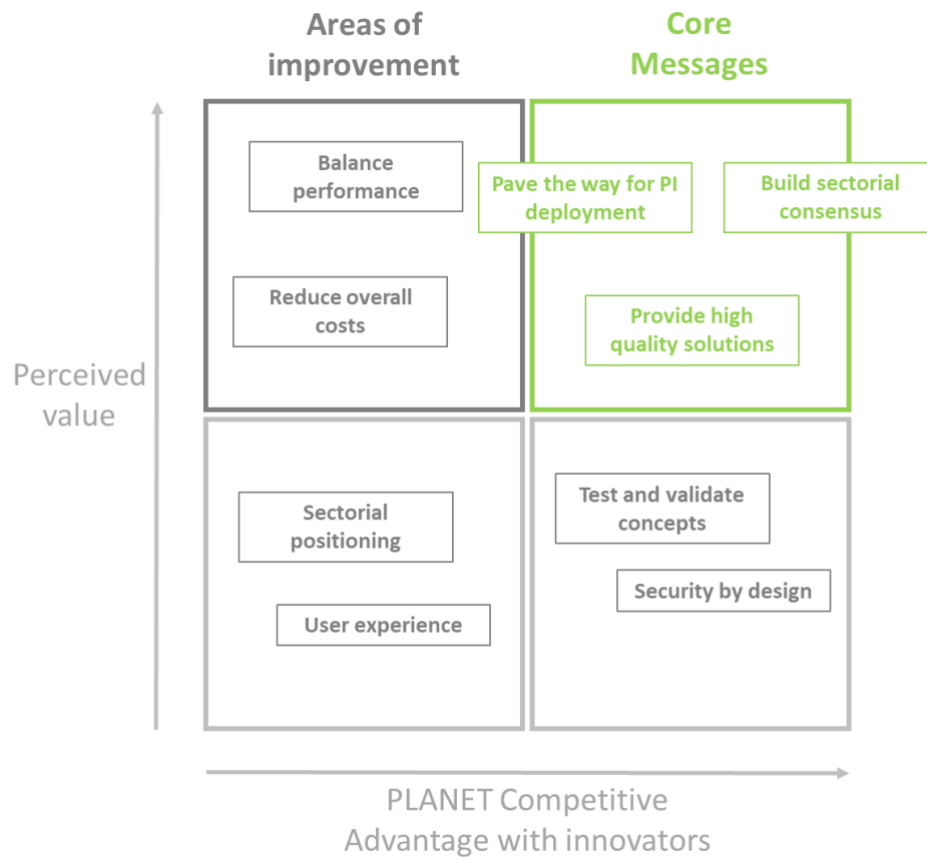 Areas of
improvement
Core
Messages
Balance
performance
Pave the way for PI
deployment
Build sectorial
consensus
Reduce overall
costs
Provide high
quality solutions
Perceived
value
Sectorial
positioning
Test and validate
concepts
User experience
Security by design
PLANET Competitive
Advantage with innovators